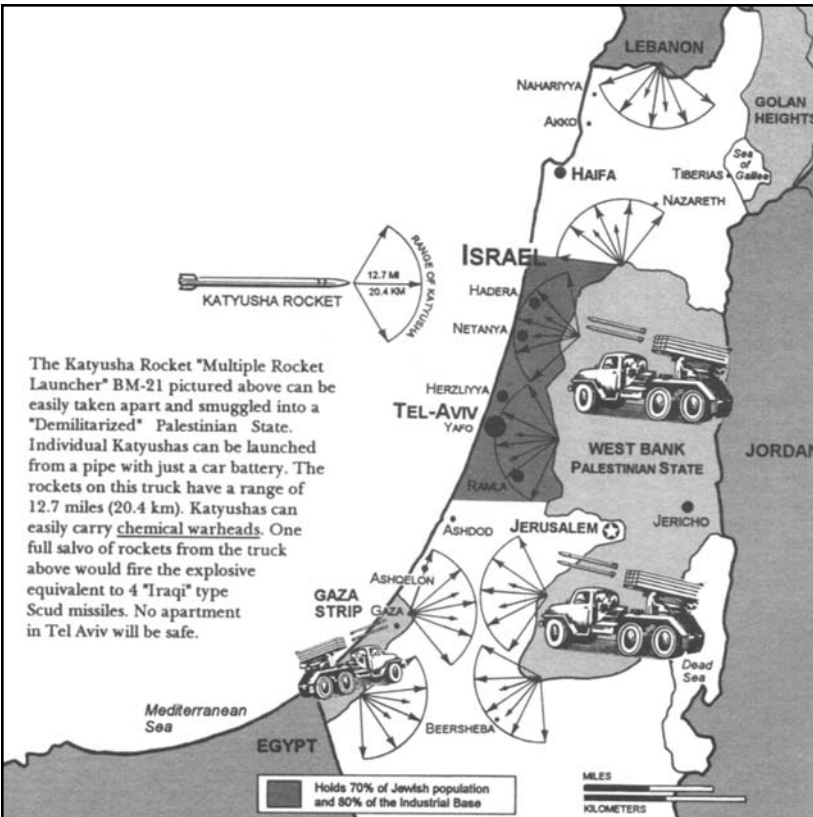 LEBANON
NAHARIYYA
GOLAN
HEIGHTS
AKKO
Sea
of
Galilee
HAIFA
TIBERIAS
NAZARETH
ISRAEL
RANGE OF KATYUSHA
12.7 MI
20.4 KM
KATYUSHA ROCKET
HADERA
NETANYA
The Katyusha Rocket "Multiple Rocket
Launcher" BM-21 pictured above can be
easily taken apart and smuggled into a
"Demilitarized" Palestinian State.
Individual Katyushas can be launched
from a pipe with just a car battery. The
rockets on this truck have a range of
12.7 miles (20.4 km). Katyushas can
easily carry chemical warheads. One
full salvo of rockets from the truck
above would fire the explosive
equivalent to 4 "Iraqi" type
Scud missiles. No apartment
in Tel Aviv will be safe.
HERZLIYYA
TEL-AVIV
YAFO
WEST BANK
PALESTINIAN STATE
JORDAN
RAMLA
JERICHO
ASHDOD
JERUSALEM
ASHQELON
GAZA
STRIP
GAZA
Dead
Sea
Mediterranean
Sea
BEERSHEBA
EGYPT
Holds 70% of Jewish population
and 80% of the Industrial Base
MILES
KILOMETERS